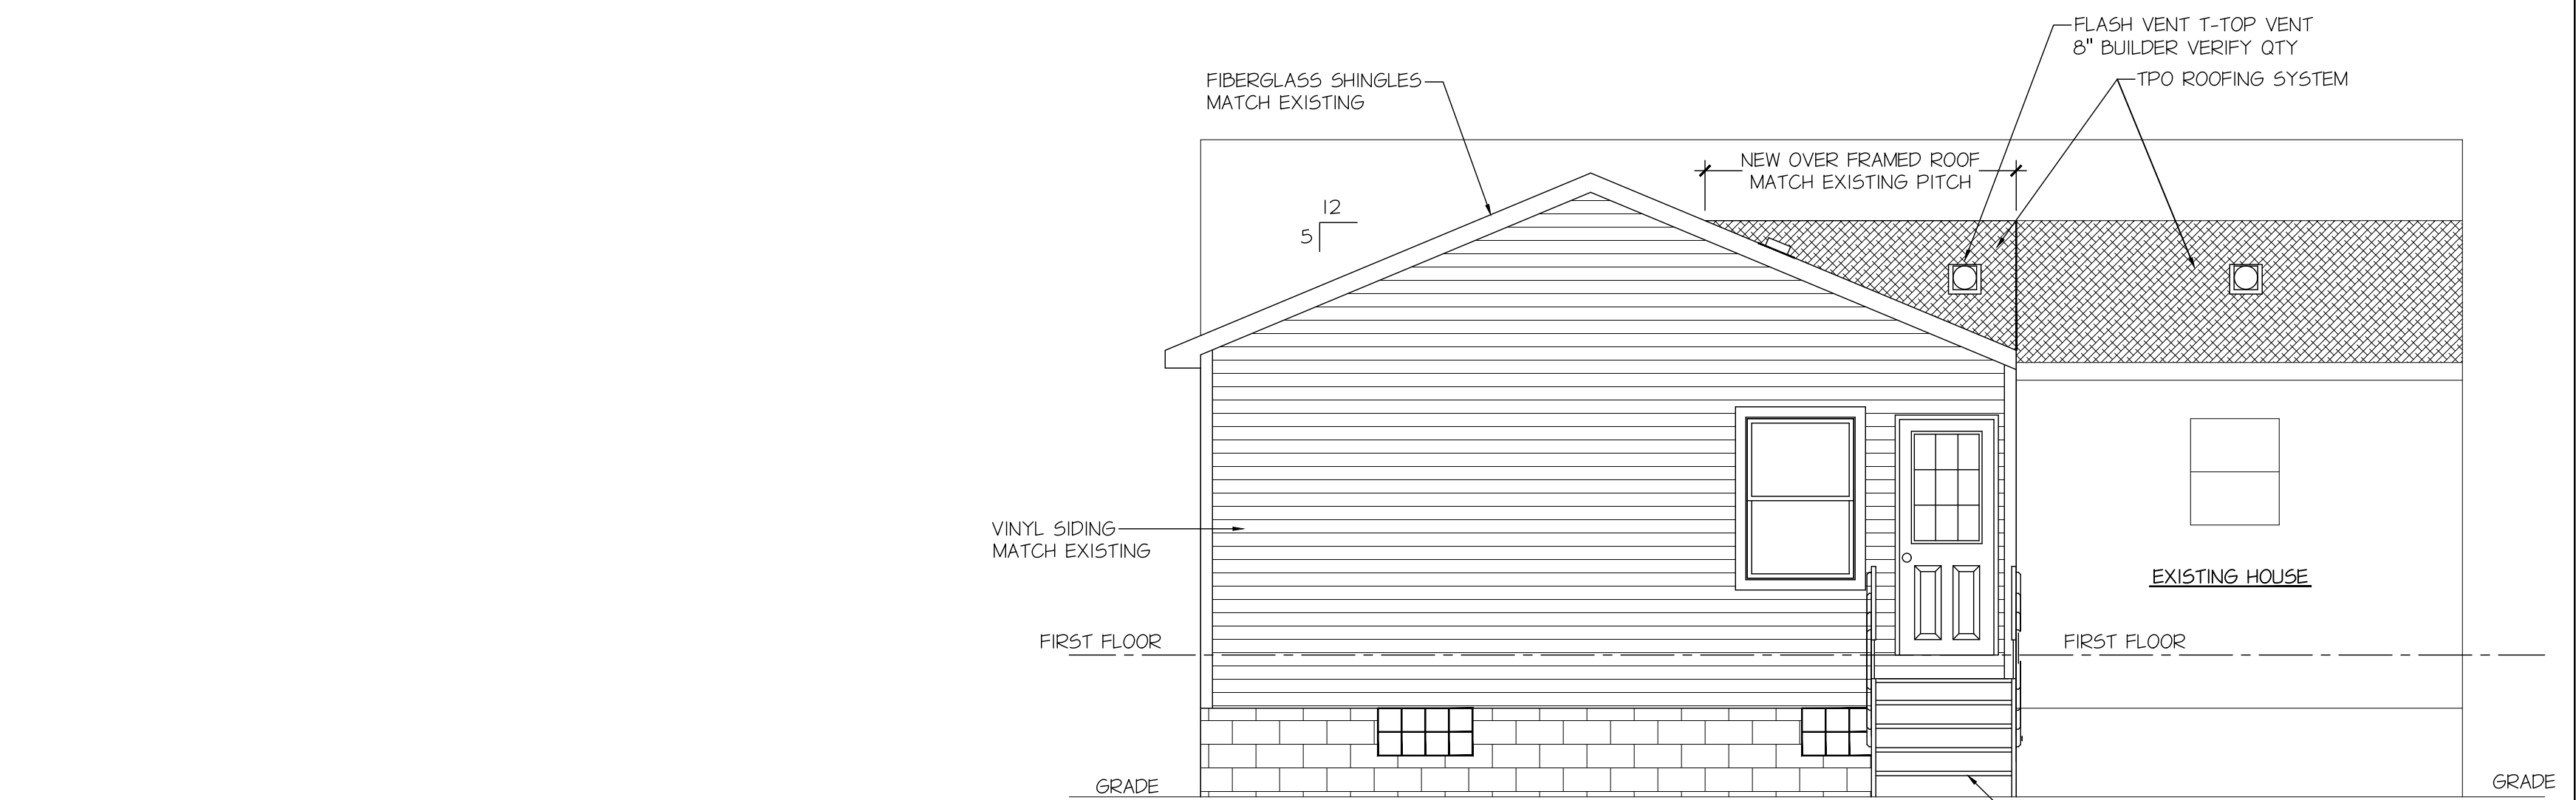 FLASH VENT T-TOP VENT
8" BUILDER VERIFY QTY
TPO ROOFING SYSTEM
FIBERGLASS SHINGLES
MATCH EXISTING
NEW OVER FRAMED ROOF
MATCH EXISTING PITCH
12
5
VINYL SIDING
MATCH EXISTING
EXISTING HOUSE
FIRST FLOOR
FIRST FLOOR
GRADE
GRADE